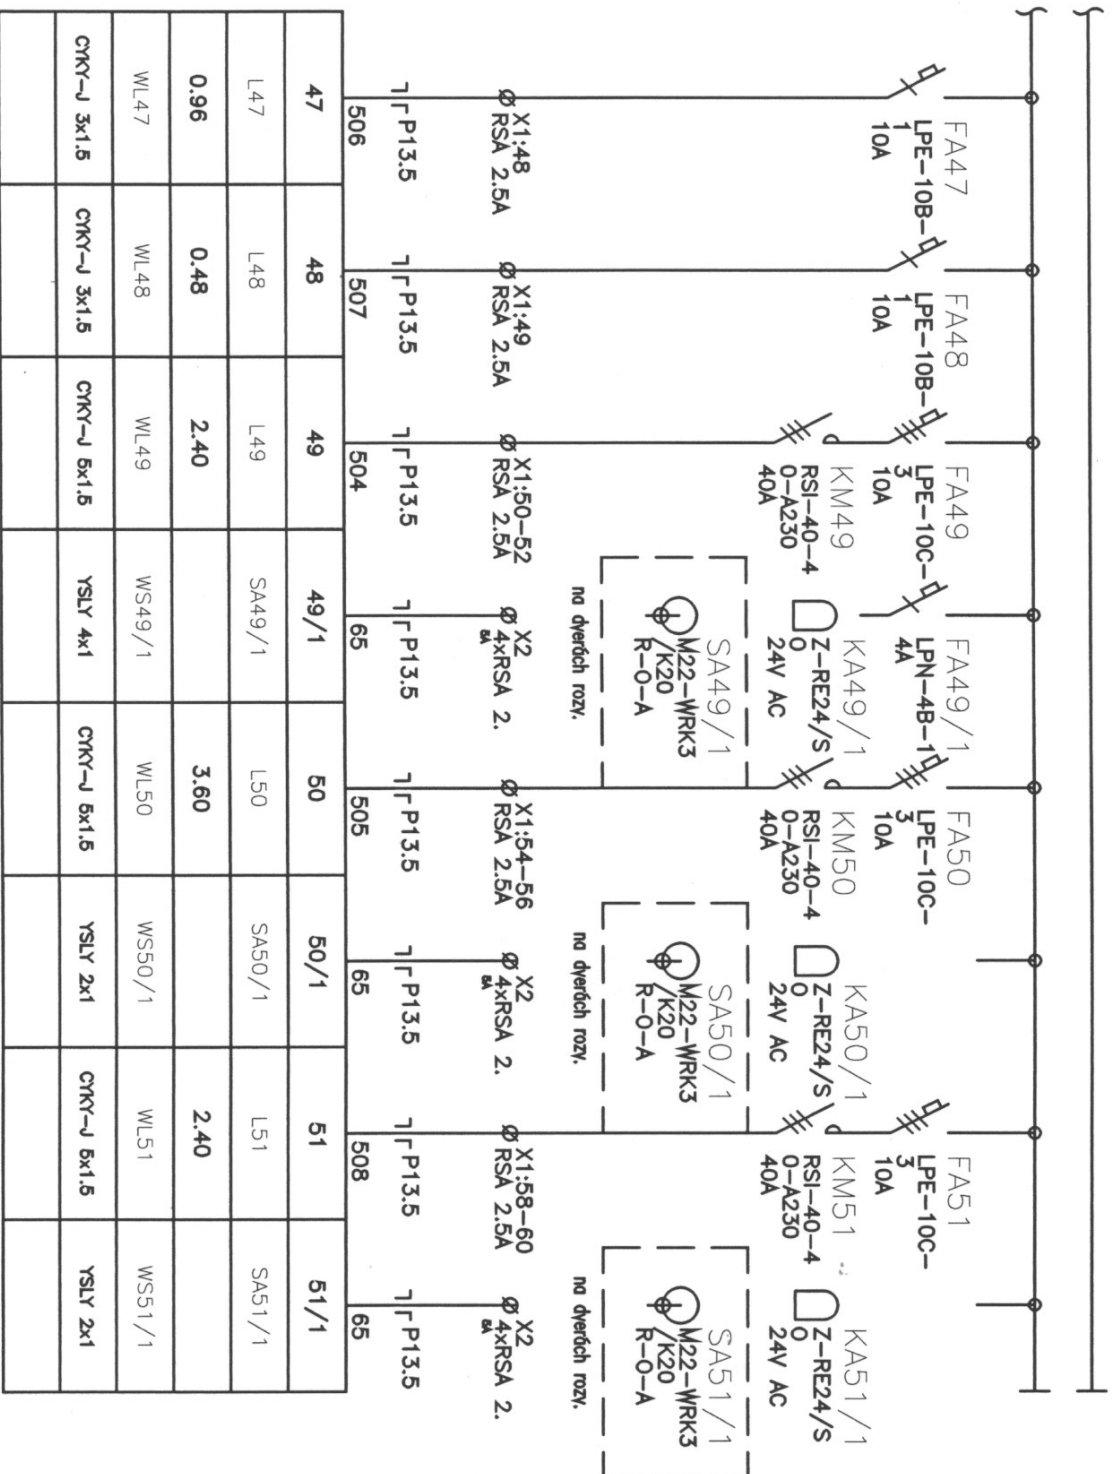 FA47
LPE-10B-
1
10A
X1:48
RSA 2.5A
P13.5
506
47
L47
0.96
WL47
CYKY-J 3x1.5
FA48
LPE-10B-
1
10A
X1:49
RSA 2.5A
P13.5
507
48
L48
0.48
WL48
CYKY-J 3x1.5
FA49
LPE-10C-
3
10A
KM49
RSI-40-4
0-A230
40A
X1:50-52
RSA 2.5A
P13.5
504
49
L49
2.40
WL49
CYKY-J 5x1.5
FA49/1
LPN-4B-1
4A
KA49/1
Z-RE24/S
0
24V AC
SA49/1
M22-WRK3
/K20
R-O-A
na dveřách rozv.
X2
4xRSA 2.
5A
P13.5
65
49/1
SA49/1
WS49/1
YSLY 4x1
FA50
LPE-10C-
3
10A
KM50
RSI-40-4
0-A230
40A
X1:54-56
RSA 2.5A
P13.5
505
50
L50
3.60
WL50
CYKY-J 5x1.5
KA50/1
Z-RE24/S
0
24V AC
SA50/1
M22-WRK3
/K20
R-O-A
na dveřách rozv.
X2
4xRSA 2.
5A
P13.5
65
50/1
SA50/1
WS50/1
YSLY 2x1
FA51
LPE-10C-
3
10A
KM51
RSI-40-4
0-A230
40A
X1:58-60
RSA 2.5A
P13.5
508
51
L51
2.40
WL51
CYKY-J 5x1.5
KA51/1
Z-RE24/S
0
24V AC
SA51/1
M22-WRK3
/K20
R-O-A
na dveřách rozv.
X2
4xRSA 2.
5A
P13.5
65
51/1
SA51/1
WS51/1
YSLY 2x1